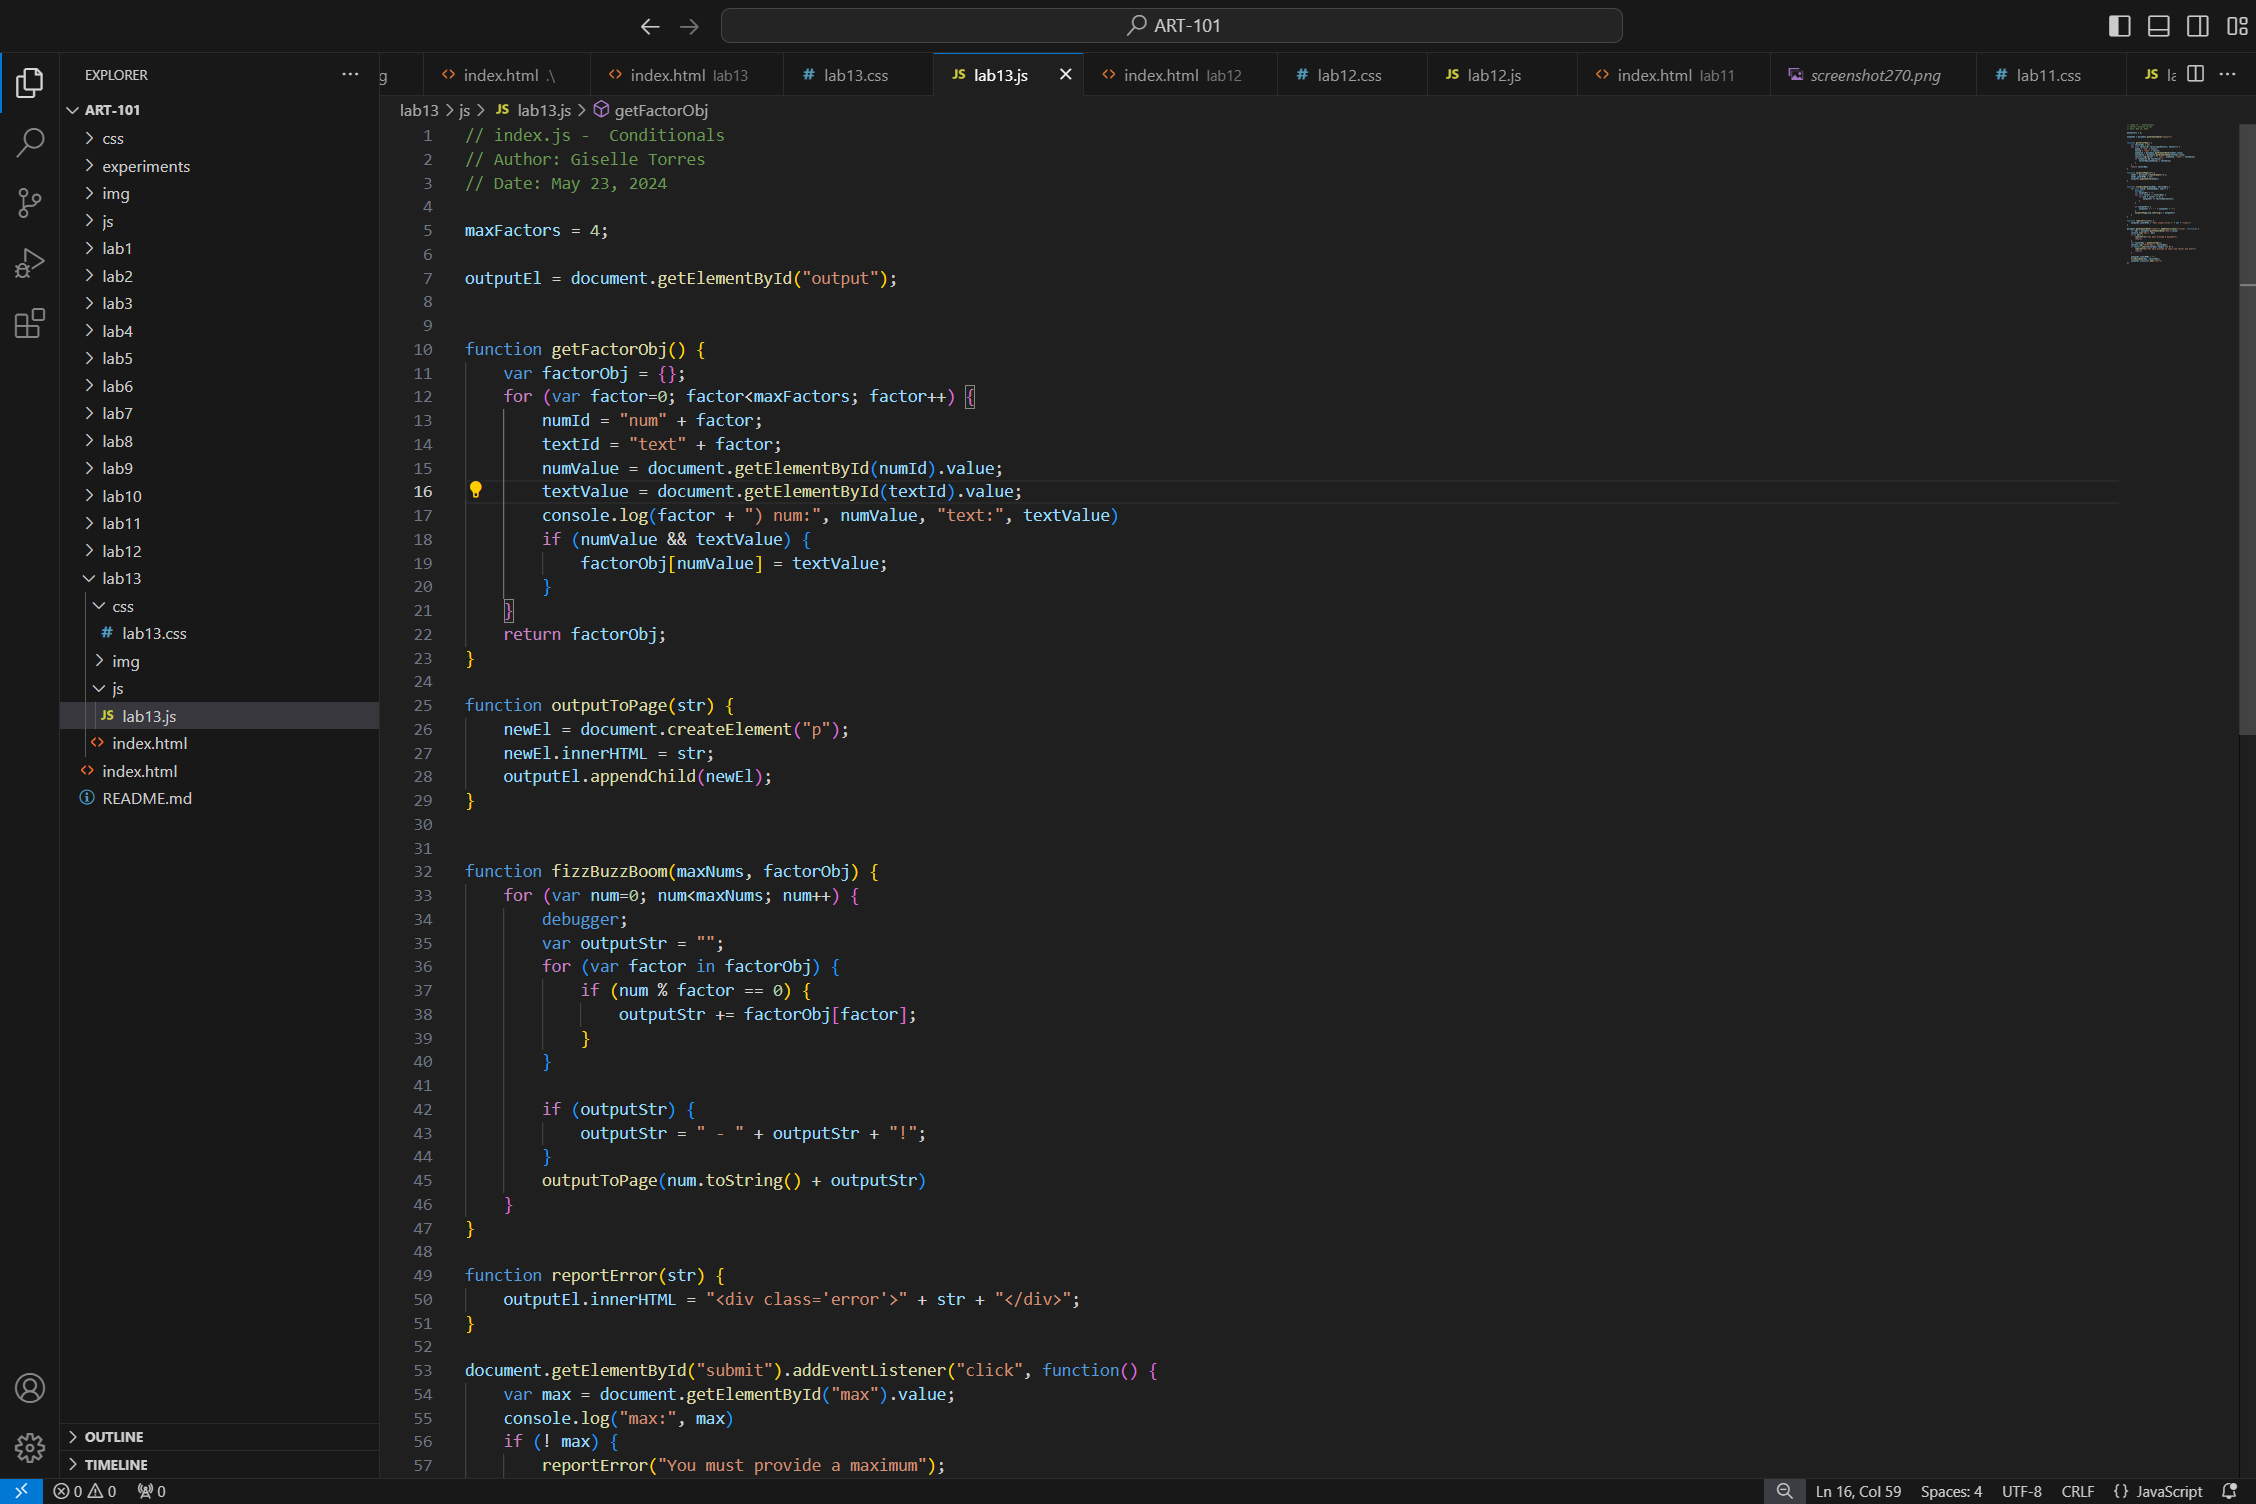 ART-101
EXPLORER
ART-101
css
experiments
img
js
lab1
lab2
lab3
lab4
lab5
lab6
lab7
lab8
lab9
lab10
lab11
lab12
lab13
css
lab13.css
img
js
lab13.js
index.html
index.html
README.md
OUTLINE
TIMELINE
g index.html .\ index.html lab13 # lab13.css JS lab13.js index.html lab12 # lab12.css JS lab12.js index.html lab11 screenshot270.png # lab11.css JS
lab13 > js > JS lab13.js > getFactorObj
1 // index.js -  Conditionals
2 // Author: Giselle Torres
3 // Date: May 23, 2024
4
5 maxFactors = 4;
6
7 outputEl = document.getElementById("output");
8
9
10 function getFactorObj() {
11     var factorObj = {};
12     for (var factor=0; factor<maxFactors; factor++) {
13         numId = "num" + factor;
14         textId = "text" + factor;
15         numValue = document.getElementById(numId).value;
16         textValue = document.getElementById(textId).value;
17         console.log(factor + ") num:", numValue, "text:", textValue)
18         if (numValue && textValue) {
19             factorObj[numValue] = textValue;
20         }
21     }
22     return factorObj;
23 }
24
25 function outputToPage(str) {
26     newEl = document.createElement("p");
27     newEl.innerHTML = str;
28     outputEl.appendChild(newEl);
29 }
30
31
32 function fizzBuzzBoom(maxNums, factorObj) {
33     for (var num=0; num<maxNums; num++) {
34         debugger;
35         var outputStr = "";
36         for (var factor in factorObj) {
37             if (num % factor == 0) {
38                 outputStr += factorObj[factor];
39             }
40         }
41
42         if (outputStr) {
43             outputStr = " - " + outputStr + "!";
44         }
45         outputToPage(num.toString() + outputStr)
46     }
47 }
48
49 function reportError(str) {
50     outputEl.innerHTML = "<div class='error'>" + str + "</div>";
51 }
52
53 document.getElementById("submit").addEventListener("click", function() {
54     var max = document.getElementById("max").value;
55     console.log("max:", max)
56     if (! max) {
57         reportError("You must provide a maximum");
0 0 0 Ln 16, Col 59 Spaces: 4 UTF-8 CRLF {} JavaScript